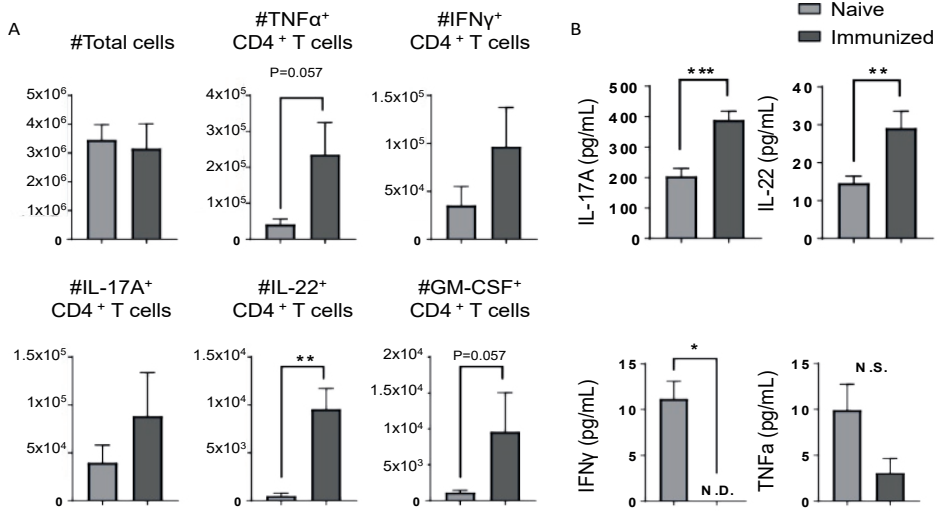 A
#Total cells
5x10⁶
4x10⁶
3x10⁶
2x10⁶
1x10⁶
0
#TNFα⁺
CD4⁺ T cells
P=0.057
4x10⁵
3x10⁵
2x10⁵
1x10⁵
0
#IFNγ⁺
CD4⁺ T cells
1.5x10⁵
1x10⁵
5x10⁴
0
#IL-17A⁺
CD4⁺ T cells
1.5x10⁵
1x10⁵
5x10⁴
0
#IL-22⁺
CD4⁺ T cells
**
1.5x10⁴
1x10⁴
5x10³
0
#GM-CSF⁺
CD4⁺ T cells
P=0.057
2x10⁴
1.5x10⁴
1x10⁴
5x10³
0
B
Naive
Immunized
IL-17A (pg/mL)
***
500
400
300
200
100
0
IL-22 (pg/mL)
**
40
30
20
10
0
IFNγ (pg/mL)
*
15
10
5
0
N.D.
TNFa (pg/mL)
N.S.
15
10
5
0